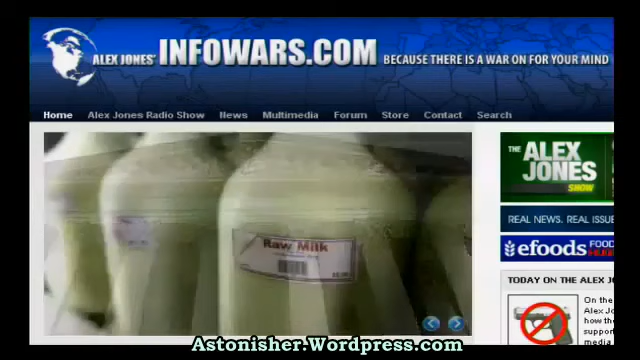 ALEX JONES' INFOWARS.COM BECAUSE THERE IS A WAR ON FOR YOUR MIND
Home Alex Jones Radio Show News Multimedia Forum Store Contact Search
THE
ALEX
JONES
SHOW
REAL NEWS. REAL ISSUE
efoods FOOD
Raw Milk
TODAY ON THE ALEX JO
On the
Alex Jo
how the
support
media
Astonisher.Wordpress.com